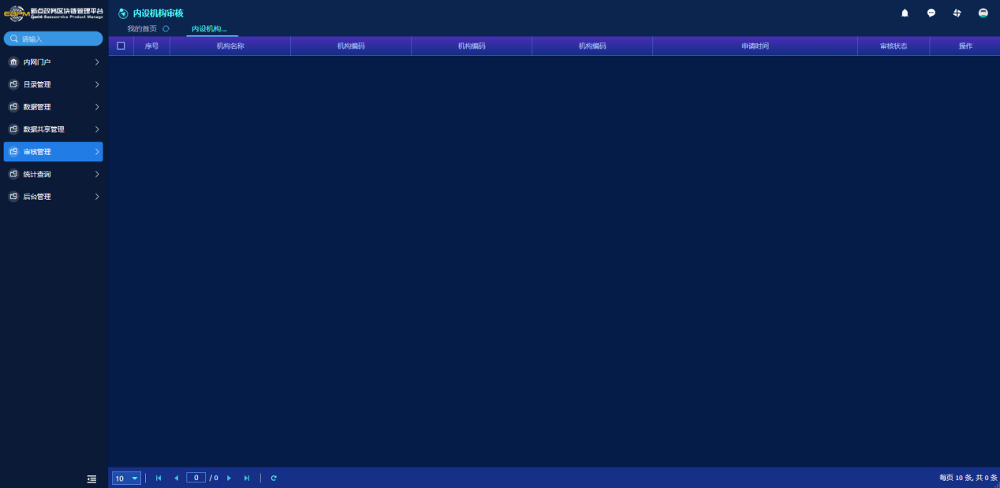 EBPM 新点政务区块链管理平台
Epoint Baseservics Product Manage
内设机构审核
我的首页
内设机构...
请输入
内网门户
目录管理
数据管理
数据共享管理
审核管理
统计查询
后台管理
序号 机构名称 机构编码 机构编码 机构编码 申请时间 审核状态 操作
10 0 / 0 每页 10 条, 共 0 条